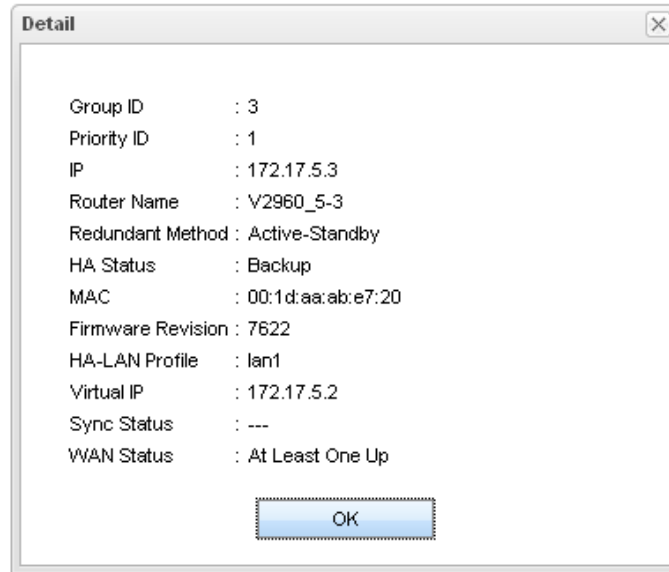 Detail
Group ID : 3
Priority ID : 1
IP : 172.17.5.3
Router Name : V2960_5-3
Redundant Method : Active-Standby
HA Status : Backup
MAC : 00:1d:aa:ab:e7:20
Firmware Revision : 7622
HA-LAN Profile : lan1
Virtual IP : 172.17.5.2
Sync Status : ---
WAN Status : At Least One Up
OK